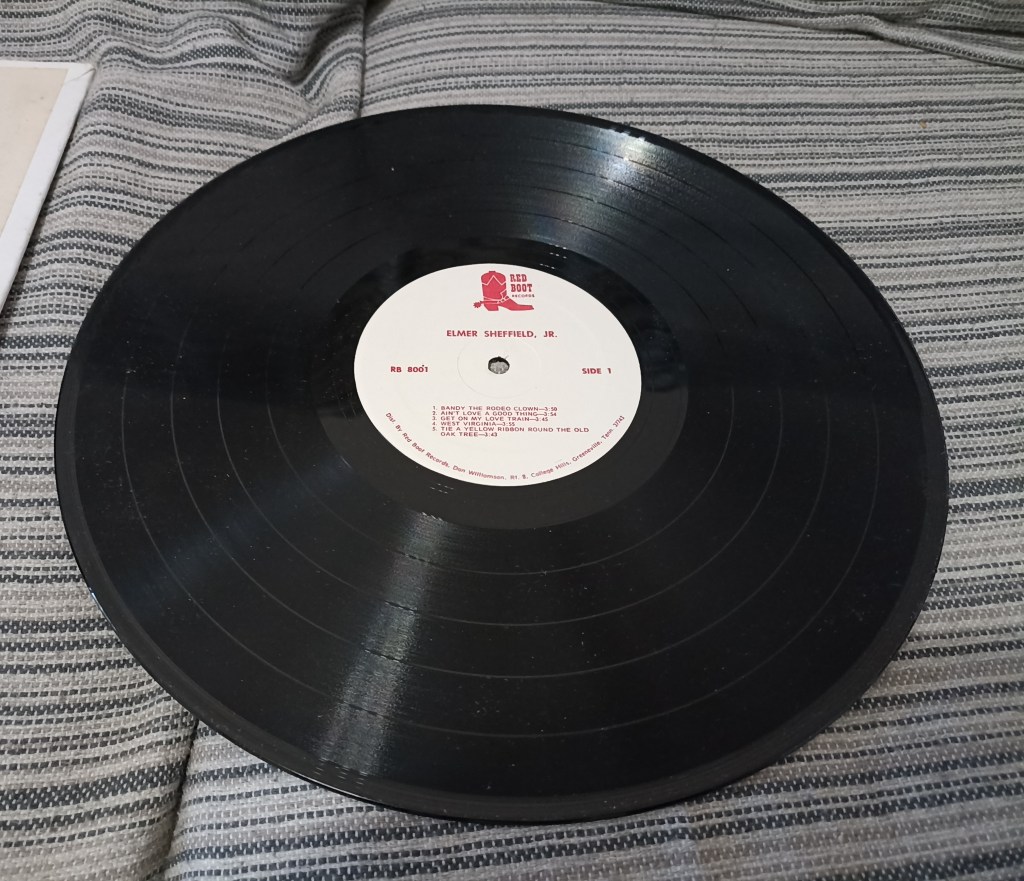 RED
BOOT
RECORDS
ELMER SHEFFIELD, JR.
RB 8001 SIDE 1
1. BANDY THE RODEO CLOWN—3:50
2. AIN'T LOVE A GOOD THING—3:54
3. GET ON MY LOVE TRAIN—3:45
4. WEST VIRGINIA—3:55
5. TIE A YELLOW RIBBON ROUND THE OLD
OAK TREE—3:43
Dist By Red Boot Records, Don Williamson, Rt. 8, College Hills, Greeneville, Tenn. 37743